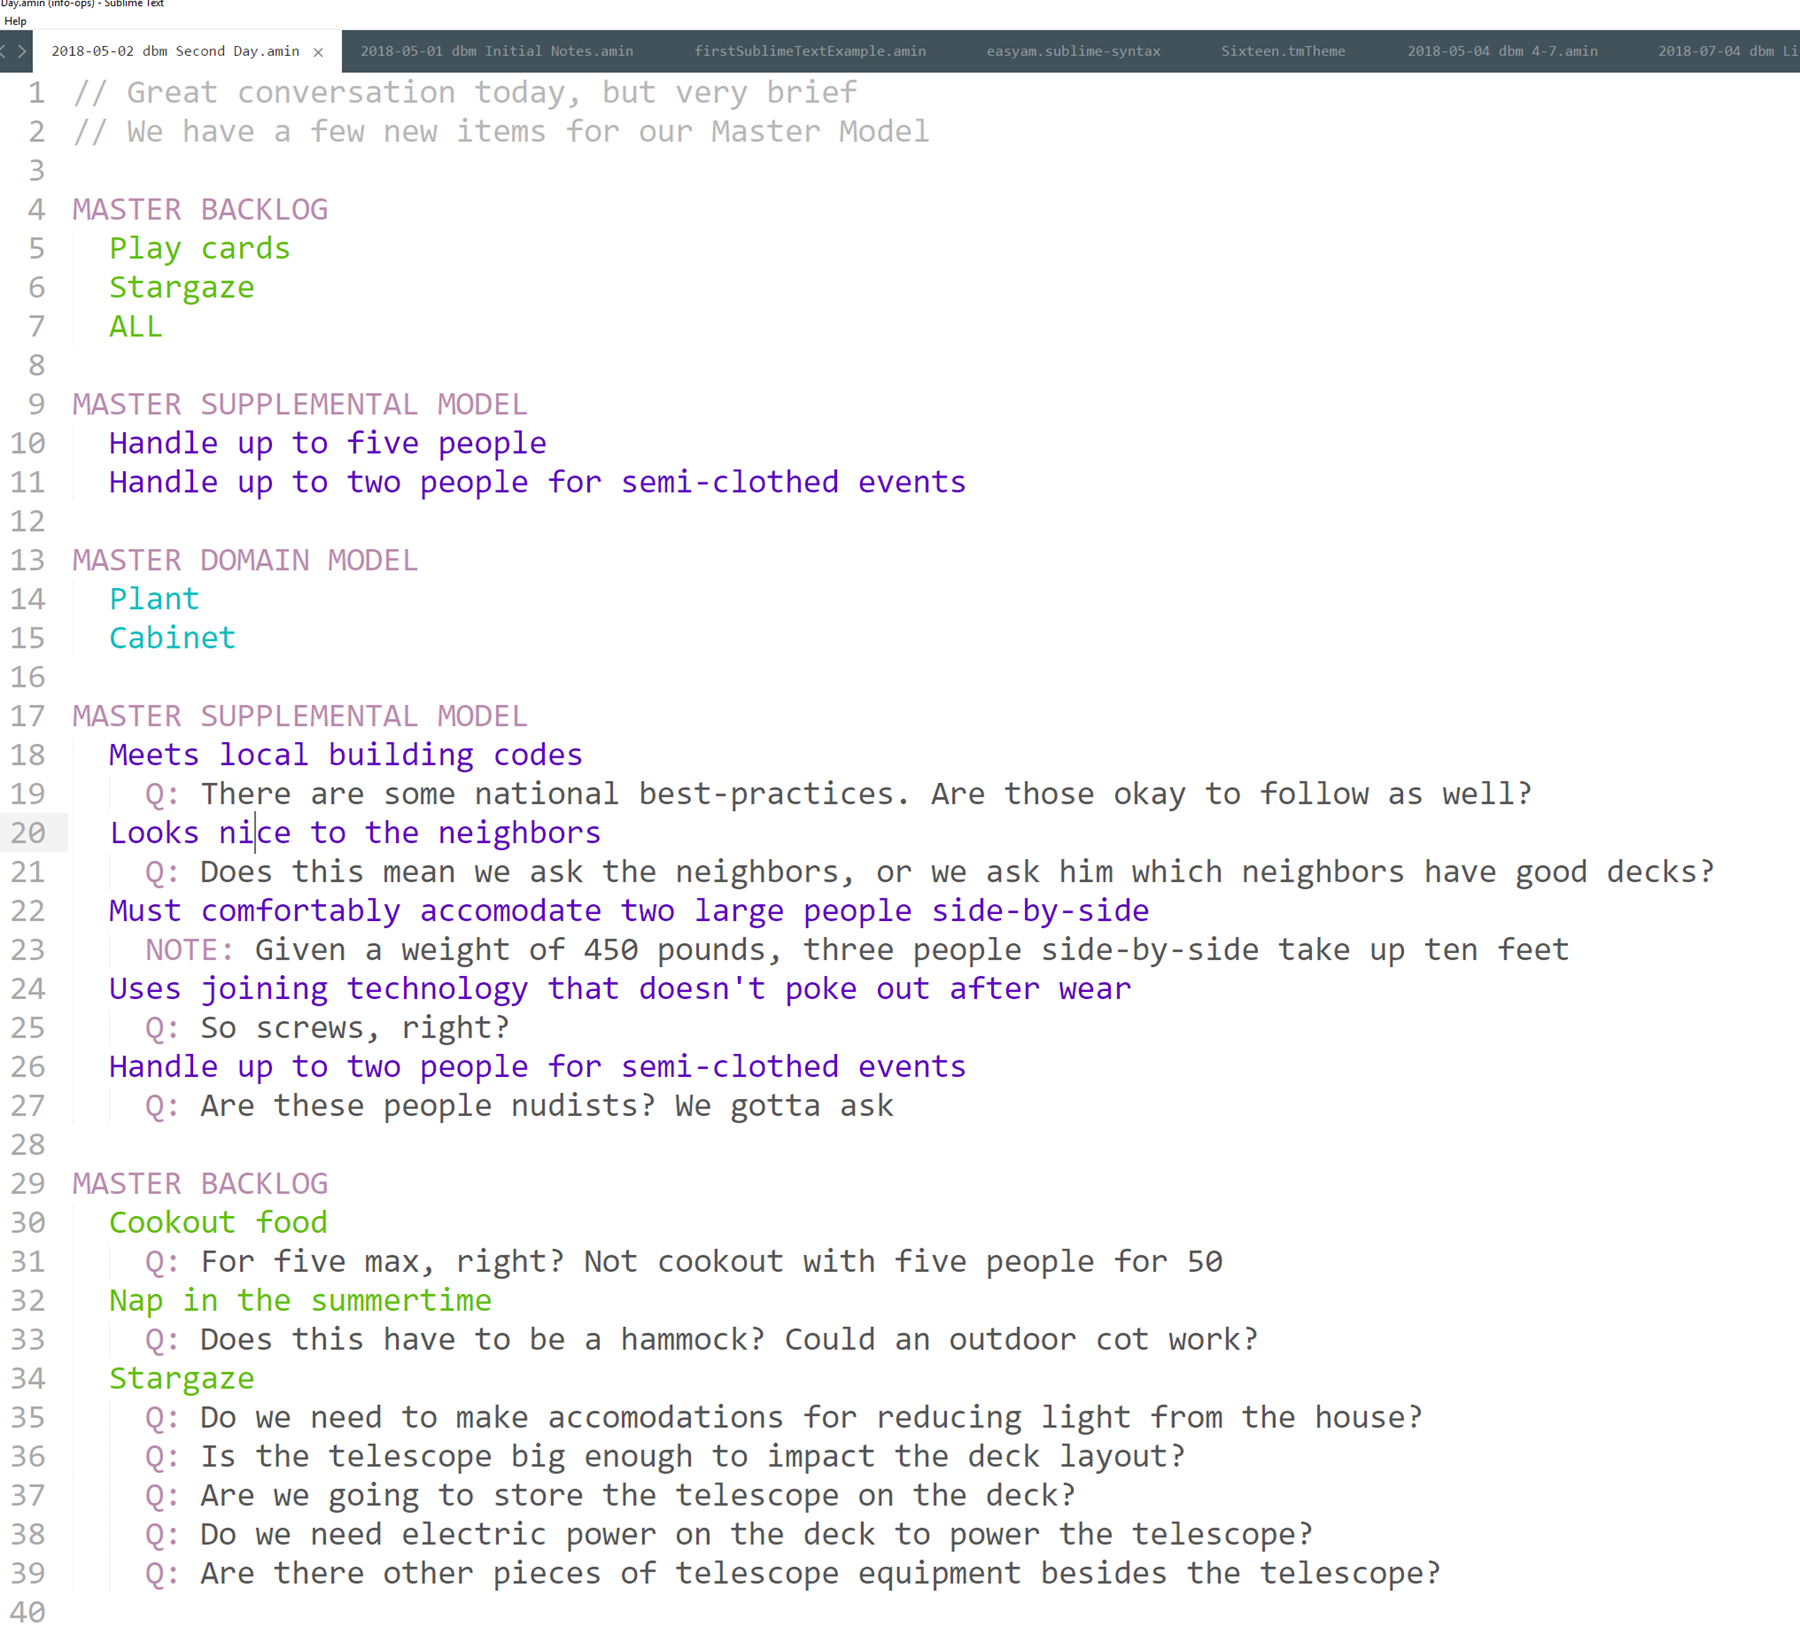 Day.amin (info-ops) - Sublime Text
Help
2018-05-02 dbm Second Day.amin × 2018-05-01 dbm Initial Notes.amin firstSublimeTextExample.amin easyam.sublime-syntax Sixteen.tmTheme 2018-05-04 dbm 4-7.amin 2018-07-04 dbm Li
1 // Great conversation today, but very brief
2 // We have a few new items for our Master Model
3
4 MASTER BACKLOG
5 Play cards
6 Stargaze
7 ALL
8
9 MASTER SUPPLEMENTAL MODEL
10 Handle up to five people
11 Handle up to two people for semi-clothed events
12
13 MASTER DOMAIN MODEL
14 Plant
15 Cabinet
16
17 MASTER SUPPLEMENTAL MODEL
18 Meets local building codes
19 Q: There are some national best-practices. Are those okay to follow as well?
20 Looks nice to the neighbors
21 Q: Does this mean we ask the neighbors, or we ask him which neighbors have good decks?
22 Must comfortably accomodate two large people side-by-side
23 NOTE: Given a weight of 450 pounds, three people side-by-side take up ten feet
24 Uses joining technology that doesn't poke out after wear
25 Q: So screws, right?
26 Handle up to two people for semi-clothed events
27 Q: Are these people nudists? We gotta ask
28
29 MASTER BACKLOG
30 Cookout food
31 Q: For five max, right? Not cookout with five people for 50
32 Nap in the summertime
33 Q: Does this have to be a hammock? Could an outdoor cot work?
34 Stargaze
35 Q: Do we need to make accomodations for reducing light from the house?
36 Q: Is the telescope big enough to impact the deck layout?
37 Q: Are we going to store the telescope on the deck?
38 Q: Do we need electric power on the deck to power the telescope?
39 Q: Are there other pieces of telescope equipment besides the telescope?
40